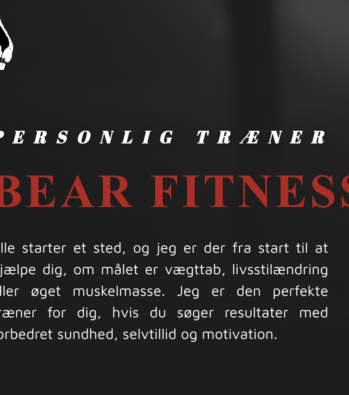 PERSONLIG TRÆNER
BEAR FITNESS
lle starter et sted, og jeg er der fra start til at
jælpe dig, om målet er vægttab, livsstilændring
ller øget muskelmasse. Jeg er den perfekte
ræner for dig, hvis du søger resultater med
orbedret sundhed, selvtillid og motivation.